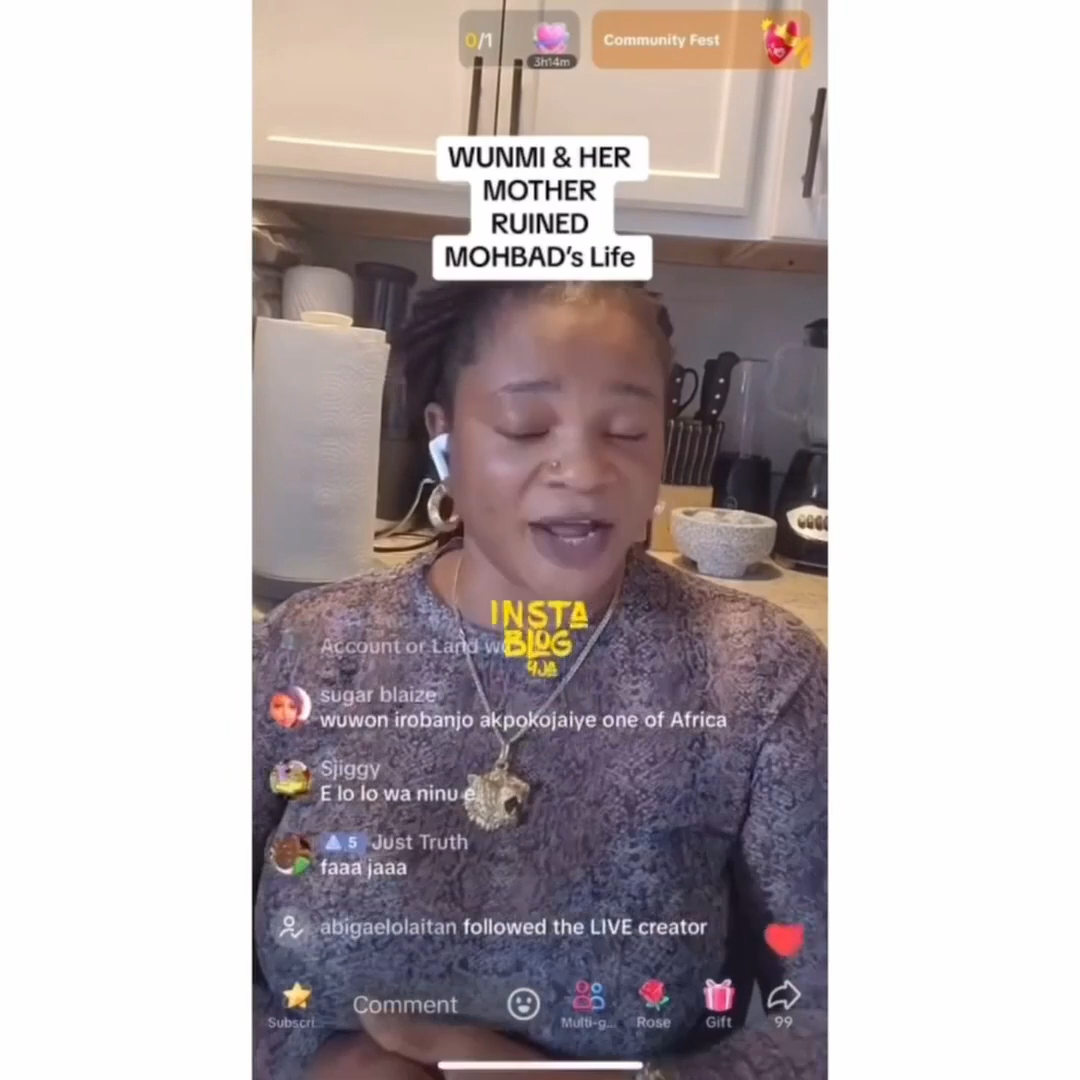 0/1
3h14m
Community Fest
WUNMI & HER
MOTHER
RUINED
MOHBAD's Life
INSTA
BLOG
9JA
Account or Land
sugar blaize
wuwon irobanjo akpokojaiye one of Africa
Sjiggy
E lo lo wa ninu e
5 Just Truth
faaa jaaa
abigaelolaitan followed the LIVE creator
Subscri...
Comment
Multi-g...
Rose
Gift
99